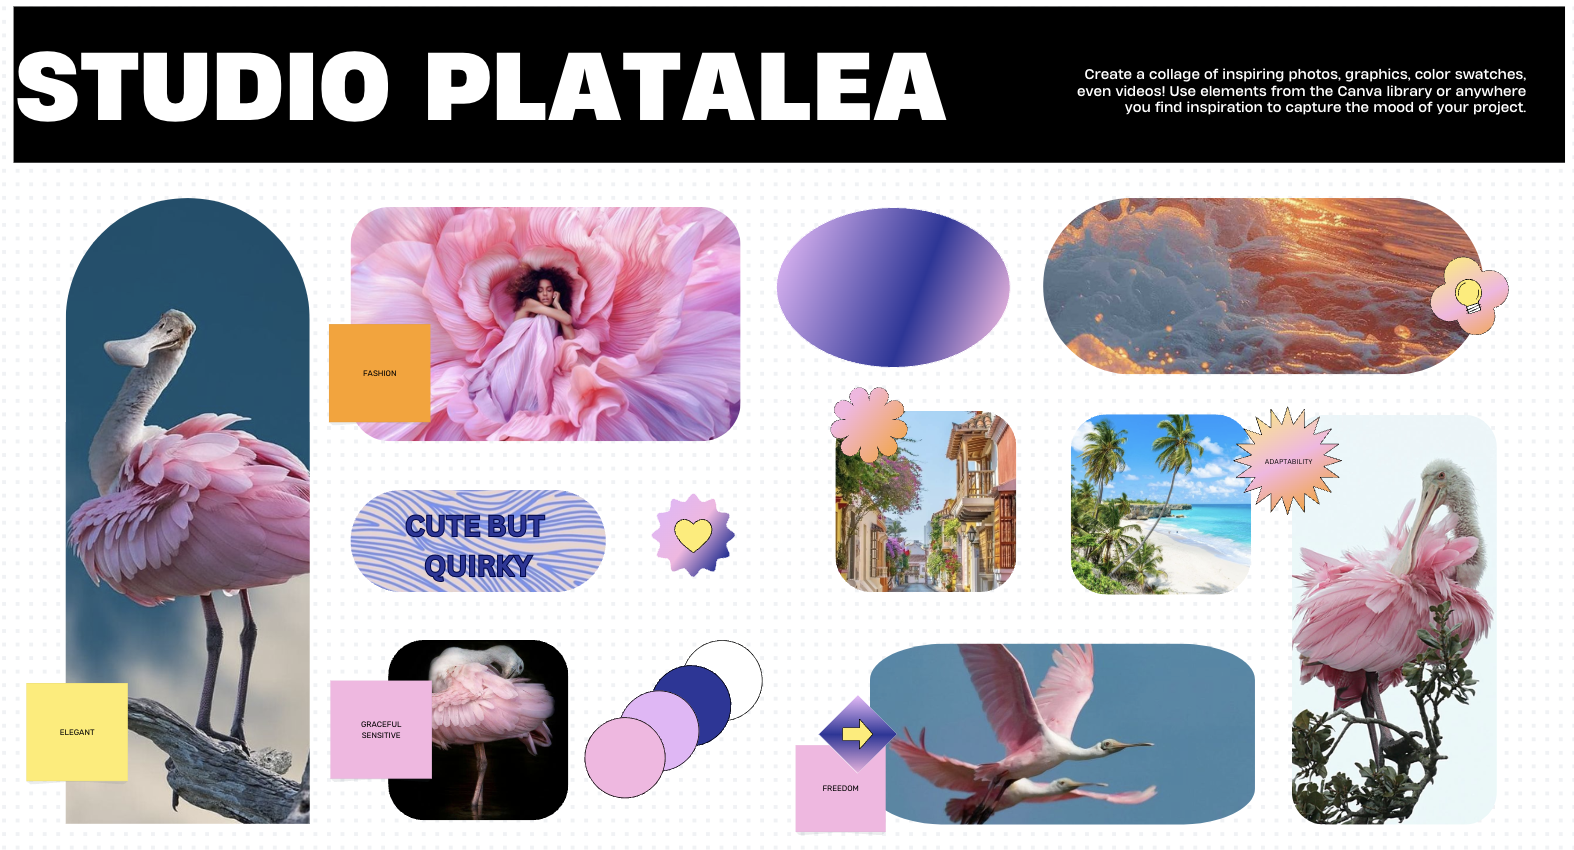 STUDIO PLATALEA
Create a collage of inspiring photos, graphics, color swatches,
even videos! Use elements from the Canva library or anywhere
you find inspiration to capture the mood of your project.
FASHION
CUTE BUT
QUIRKY
ADAPTABILITY
ELEGANT
GRACEFUL
SENSITIVE
FREEDOM